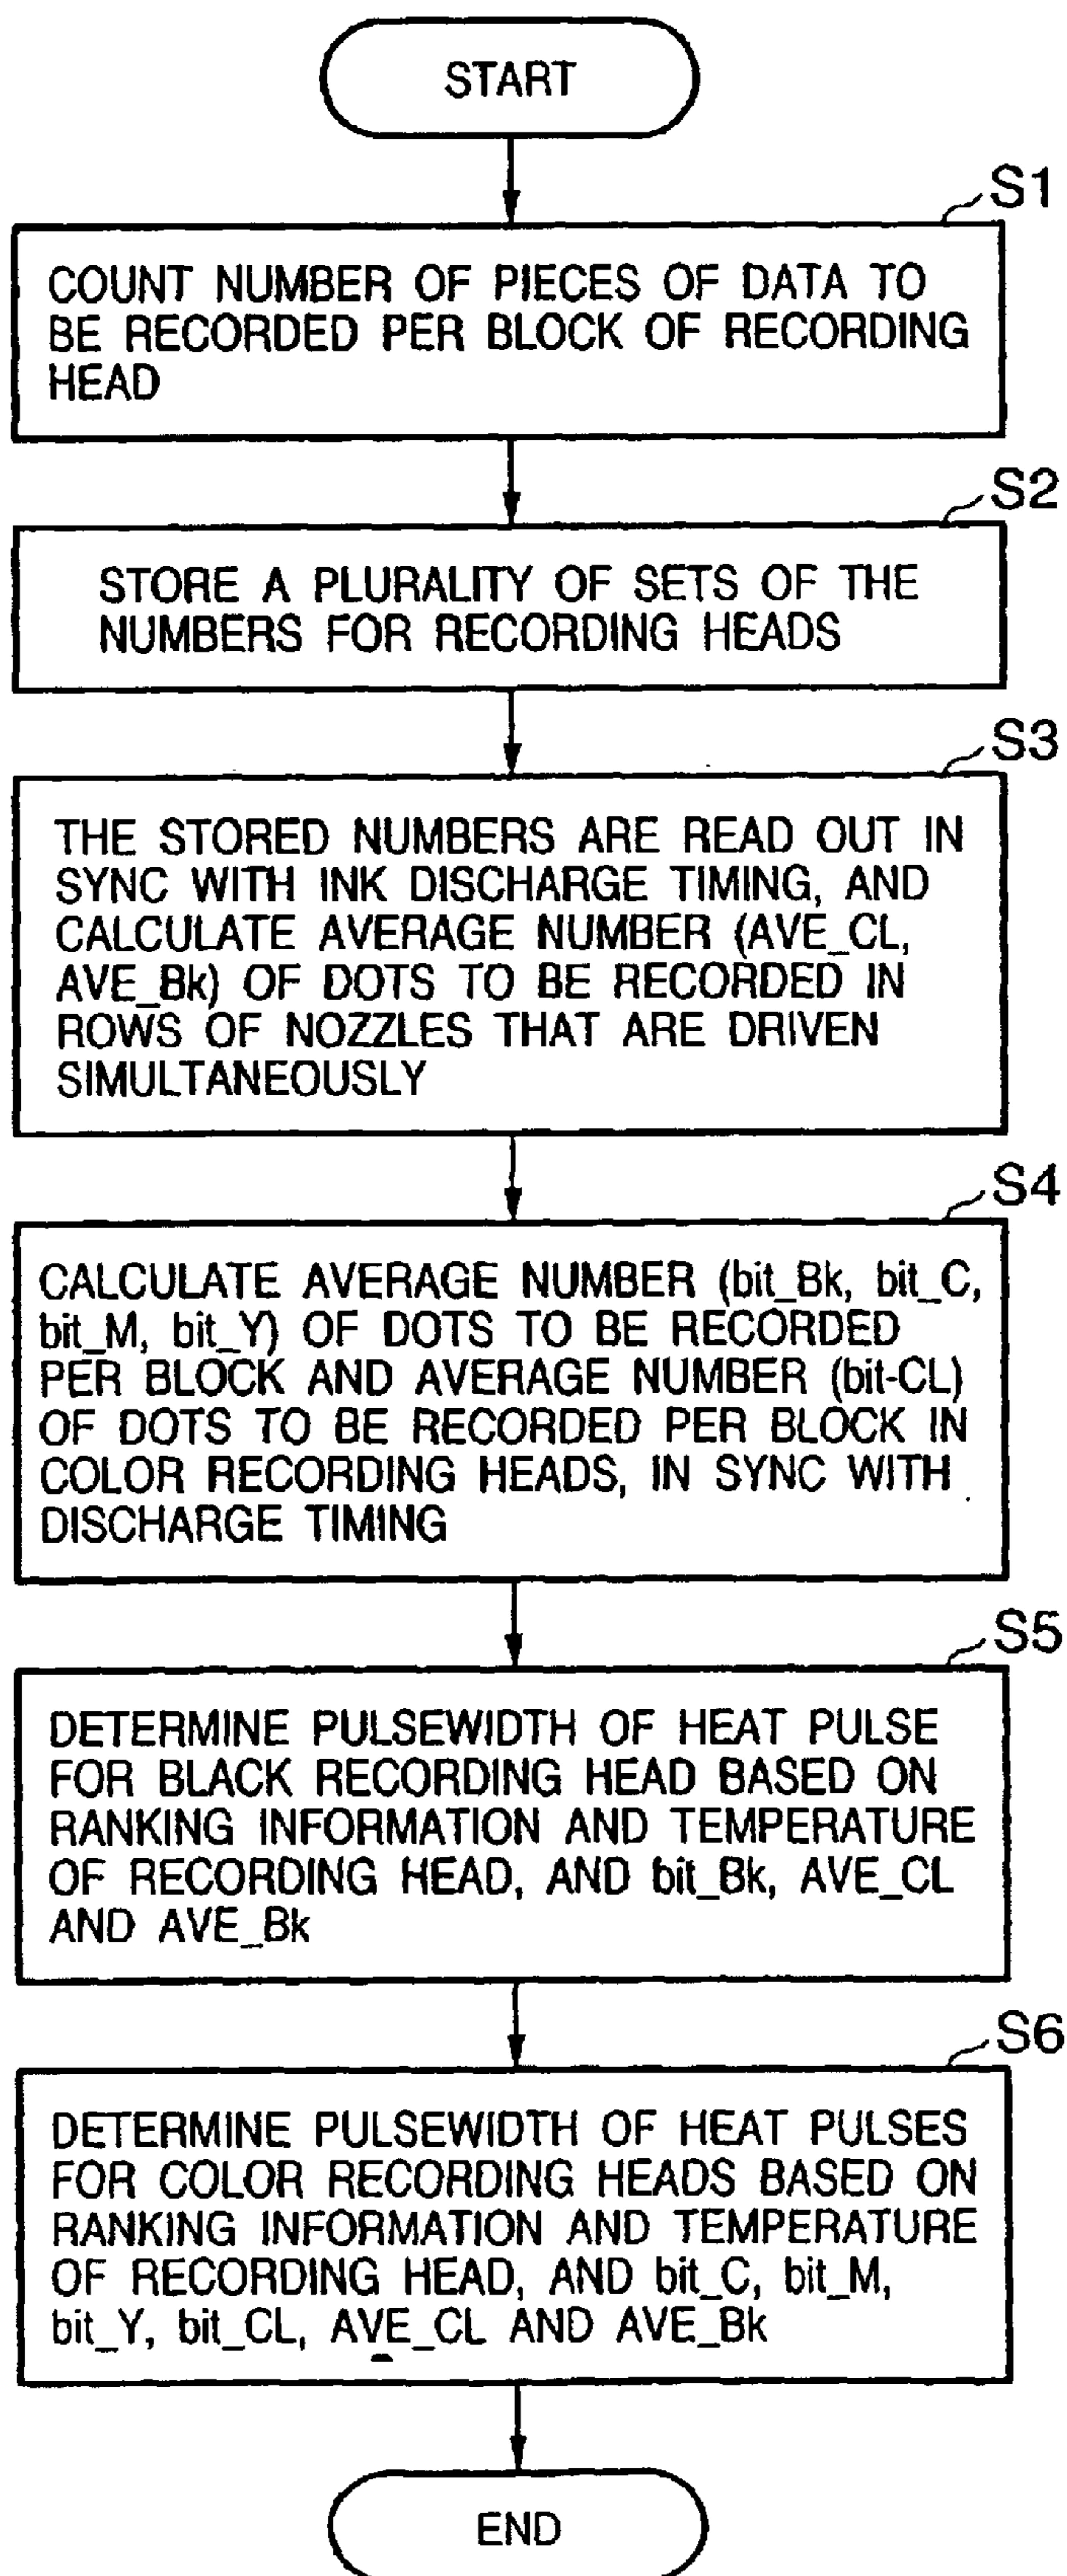 START
S1
COUNT NUMBER OF PIECES OF DATA TO
BE RECORDED PER BLOCK OF RECORDING
HEAD
S2
STORE A PLURALITY OF SETS OF THE
NUMBERS FOR RECORDING HEADS
S3
THE STORED NUMBERS ARE READ OUT IN
SYNC WITH INK DISCHARGE TIMING, AND
CALCULATE AVERAGE NUMBER (AVE_CL,
AVE_Bk) OF DOTS TO BE RECORDED IN
ROWS OF NOZZLES THAT ARE DRIVEN
SIMULTANEOUSLY
S4
CALCULATE AVERAGE NUMBER (bit_Bk, bit_C,
bit_M, bit_Y) OF DOTS TO BE RECORDED
PER BLOCK AND AVERAGE NUMBER (bit-CL)
OF DOTS TO BE RECORDED PER BLOCK IN
COLOR RECORDING HEADS, IN SYNC WITH
DISCHARGE TIMING
S5
DETERMINE PULSEWIDTH OF HEAT PULSE
FOR BLACK RECORDING HEAD BASED ON
RANKING INFORMATION AND TEMPERATURE
OF RECORDING HEAD, AND bit_Bk, AVE_CL
AND AVE_Bk
S6
DETERMINE PULSEWIDTH OF HEAT PULSES
FOR COLOR RECORDING HEADS BASED ON
RANKING INFORMATION AND TEMPERATURE
OF RECORDING HEAD, AND bit_C, bit_M,
bit_Y, bit_CL, AVE_CL AND AVE_Bk
END